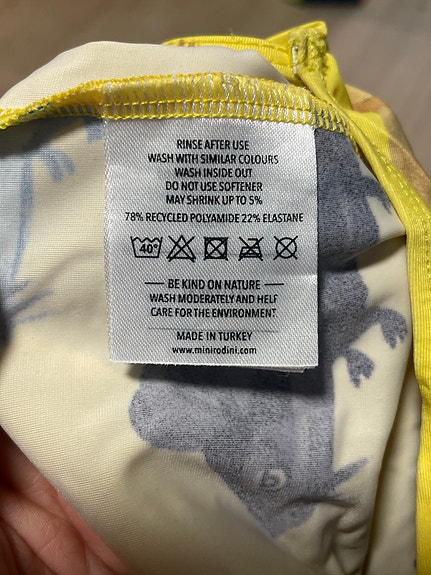 RINSE AFTER USE
WASH WITH SIMILAR COLOURS
WASH INSIDE OUT
DO NOT USE SOFTENER
MAY SHRINK UP TO 5%
78% RECYCLED POLYAMIDE 22% ELASTANE
40°
BE KIND ON NATURE
WASH MODERATELY AND HELP
CARE FOR THE ENVIRONMENT.
MADE IN TURKEY
www.minirodini.com